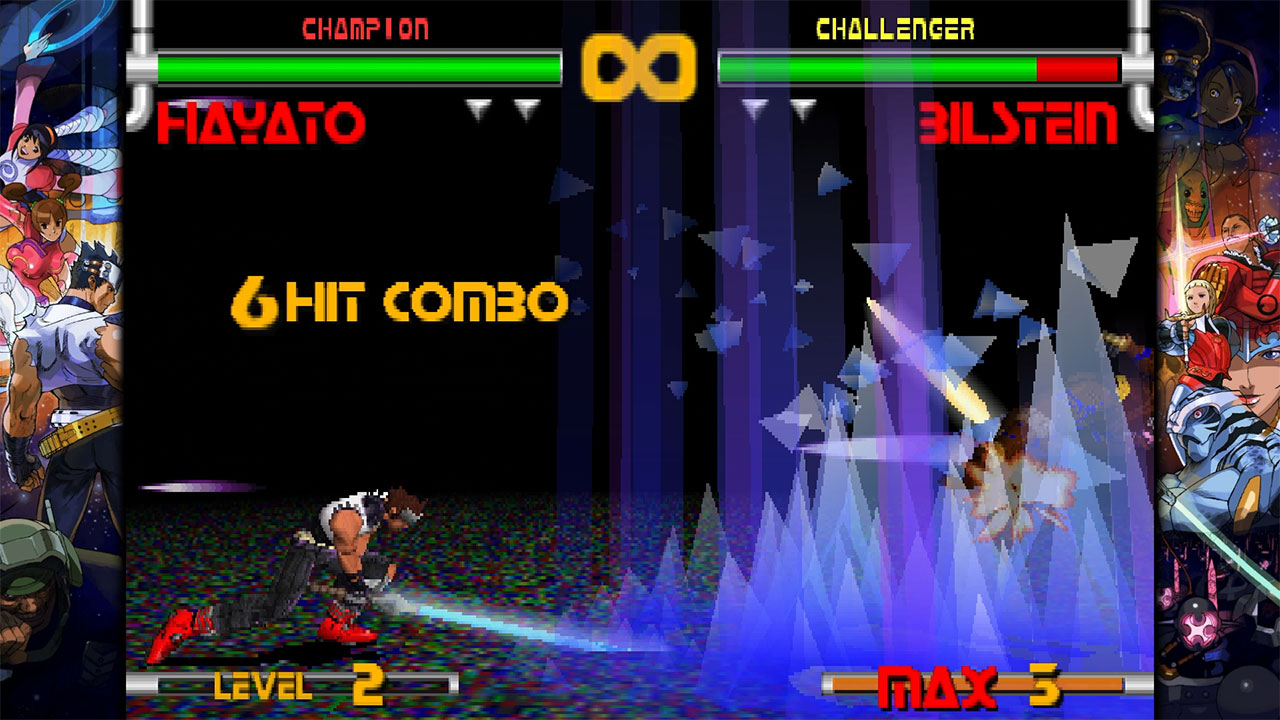 CHAMPION
CHALLENGER
HAYATO
BILSTEIN
6 HIT COMBO
LEVEL 2
MAX 3